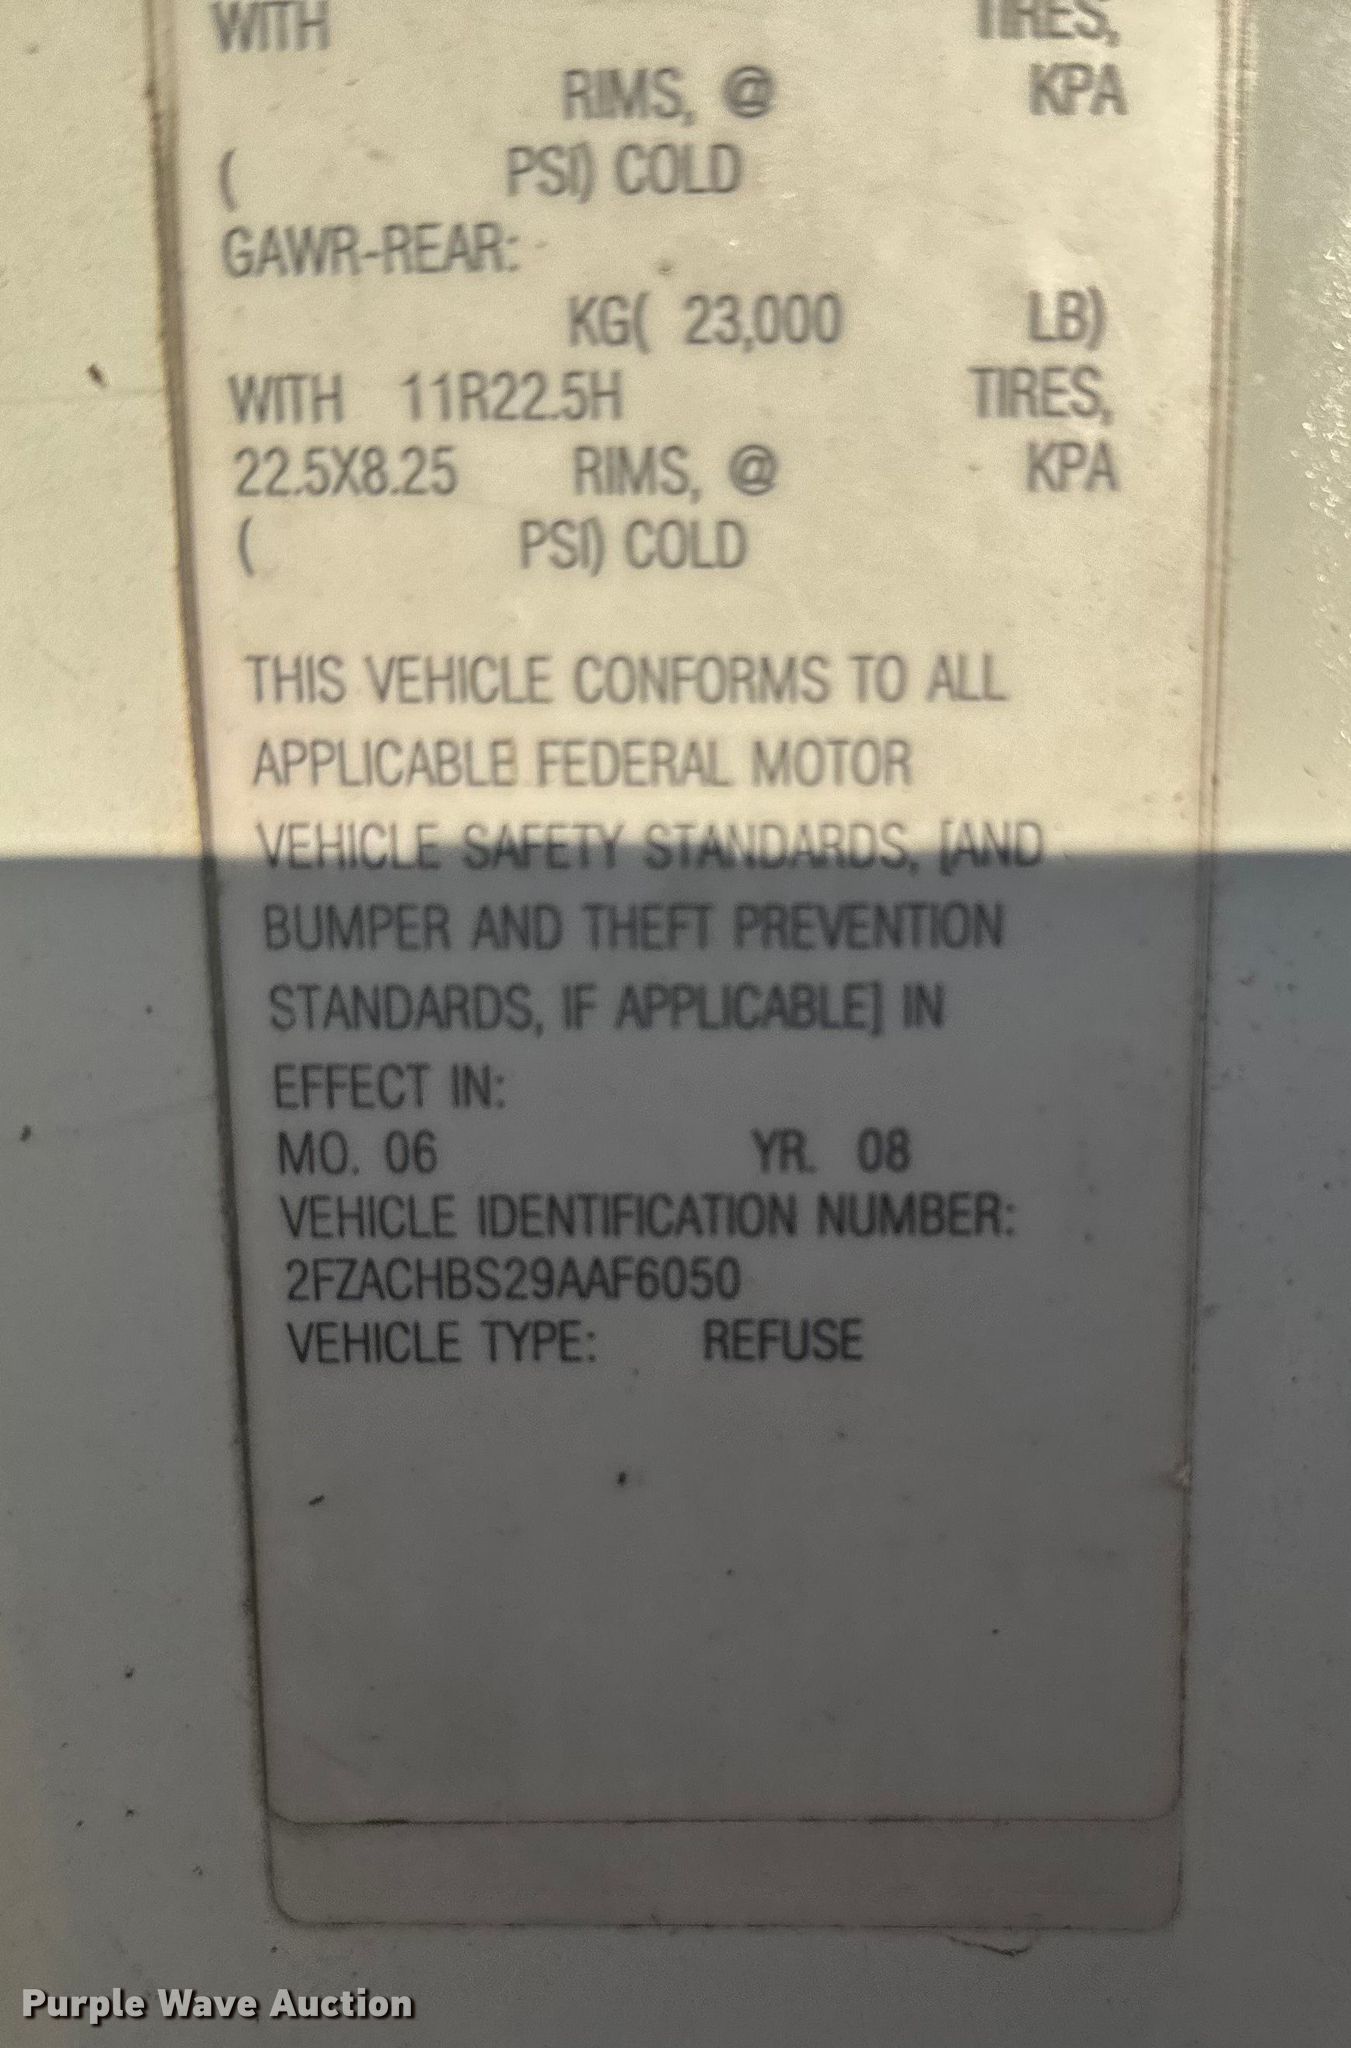 WITH TIRES,
RIMS, @ KPA
( PSI) COLD
GAWR-REAR:
KG( 23,000 LB)
WITH 11R22.5H TIRES,
22.5X8.25 RIMS, @ KPA
( PSI) COLD
THIS VEHICLE CONFORMS TO ALL
APPLICABLE FEDERAL MOTOR
VEHICLE SAFETY STANDARDS, [AND
BUMPER AND THEFT PREVENTION
STANDARDS, IF APPLICABLE] IN
EFFECT IN:
MO. 06 YR. 08
VEHICLE IDENTIFICATION NUMBER:
2FZACHBS29AAF6050
VEHICLE TYPE: REFUSE
Purple Wave Auction